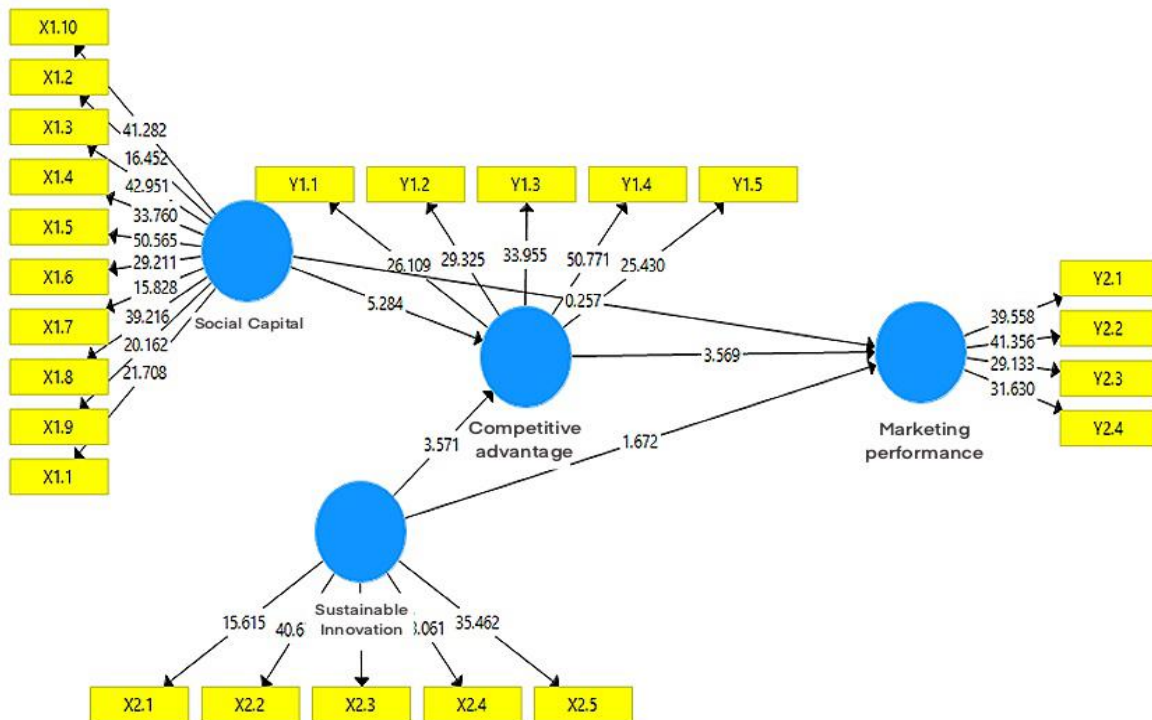 X1.10
X1.2
X1.3
X1.4
X1.5
X1.6
X1.7
X1.8
X1.9
X1.1
41.282
16.452
42.951
33.760
50.565
29.211
15.828
39.216
20.162
21.708
Social Capital
Y1.1
Y1.2
Y1.3
Y1.4
Y1.5
26.109
29.325
33.955
50.771
25.430
5.284
0.257
Competitive
advantage
3.569
3.571
1.672
Marketing
performance
39.558
41.356
29.133
31.630
Y2.1
Y2.2
Y2.3
Y2.4
Sustainable
Innovation
15.615
40.6
.061
35.462
X2.1
X2.2
X2.3
X2.4
X2.5